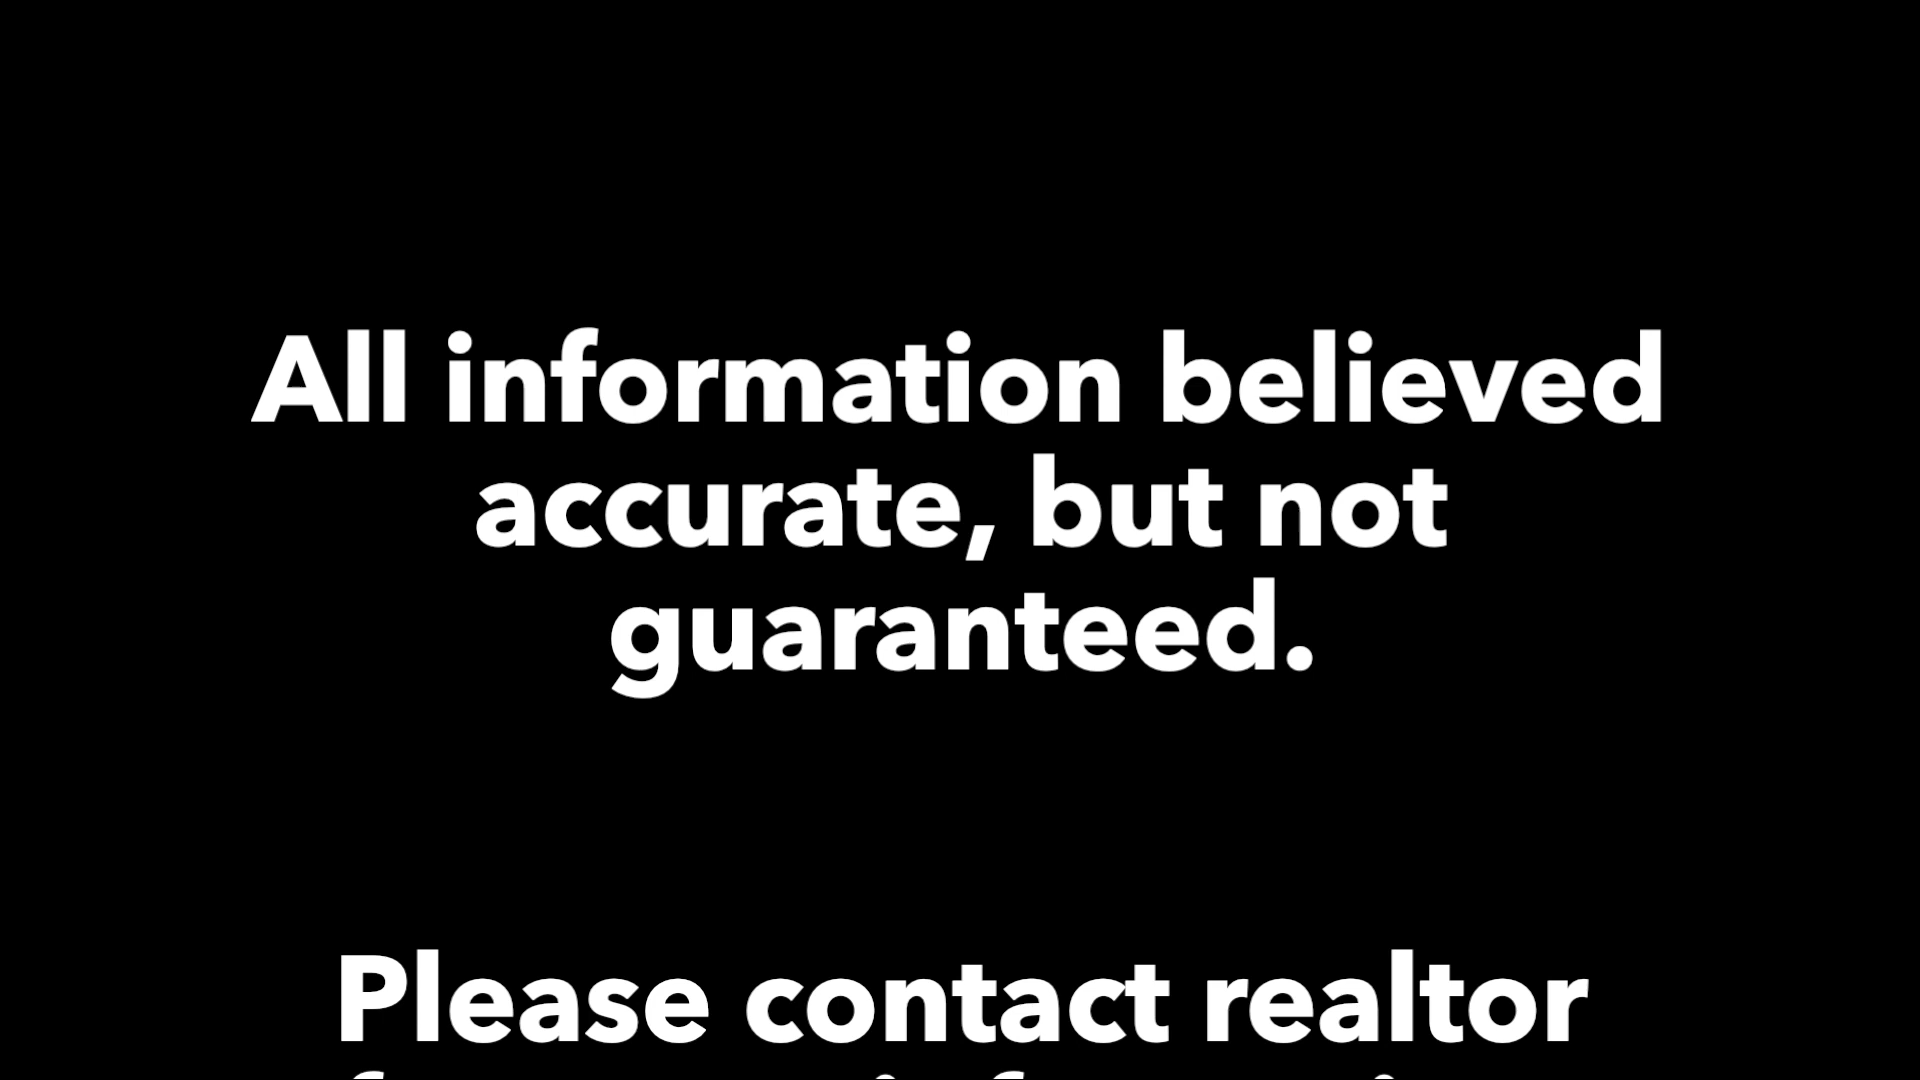 All information believed
accurate, but not
guaranteed.
Please contact realtor